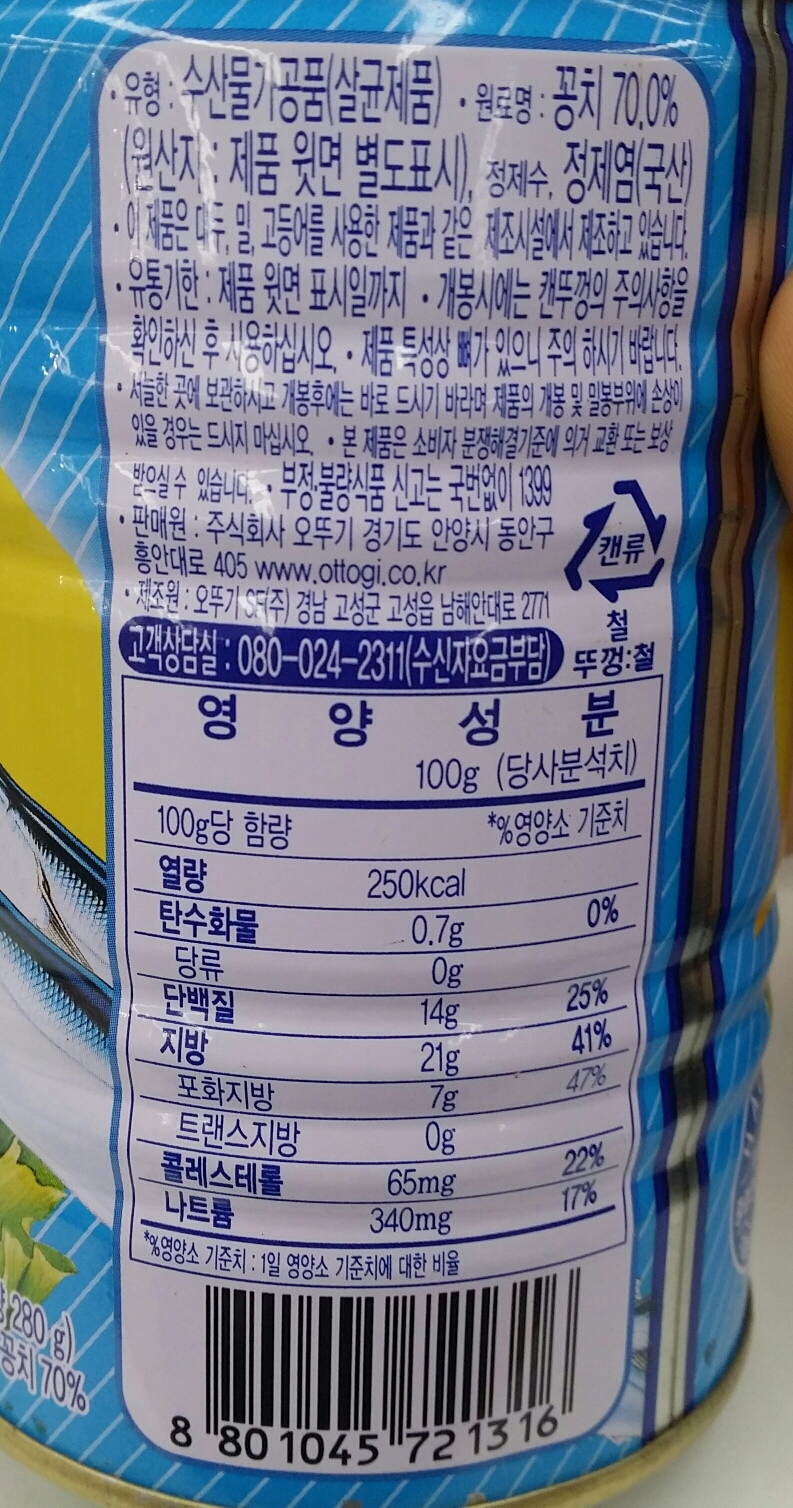 ·유형 : 수산물가공품(살균제품) ·원료명 : 꽁치 70.0%
(원산지 : 제품 윗면 별도표시), 정제수, 정제염(국산)
·이 제품은 대두, 밀, 고등어를 사용한 제품과 같은 제조시설에서 제조하고 있습니다.
·유통기한 : 제품 윗면 표시일까지 ·개봉시에는 캔뚜껑의 주의사항을
확인하신 후 사용하십시오. ·제품 특성상 뼈가 있으니 주의 하시기 바랍니다.
·서늘한 곳에 보관하시고 개봉후에는 바로 드시기 바라며 제품의 개봉 및 밀봉부위에 손상이
있을 경우는 드시지 마십시오. ·본 제품은 소비자 분쟁해결기준에 의거 교환 또는 보상
받으실 수 있습니다. ·부정·불량식품 신고는 국번없이 1399
·판매원 : 주식회사 오뚜기 경기도 안양시 동안구
흥안대로 405 www.ottogi.co.kr
·제조원 : 오뚜기 SF(주) 경남 고성군 고성읍 남해안대로 2771
캔류
철
뚜껑:철
고객상담실 : 080-024-2311(수신자요금부담)
영 양 성 분
100g (당사분석치)
100g당 함량 *%영양소 기준치
열량 250kcal
탄수화물 0.7g 0%
당류 0g
단백질 14g 25%
지방 21g 41%
포화지방 7g 47%
트랜스지방 0g
콜레스테롤 65mg 22%
나트륨 340mg 17%
*%영양소 기준치 : 1일 영양소 기준치에 대한 비율
8 801045 721316
280 g)
꽁치 70%